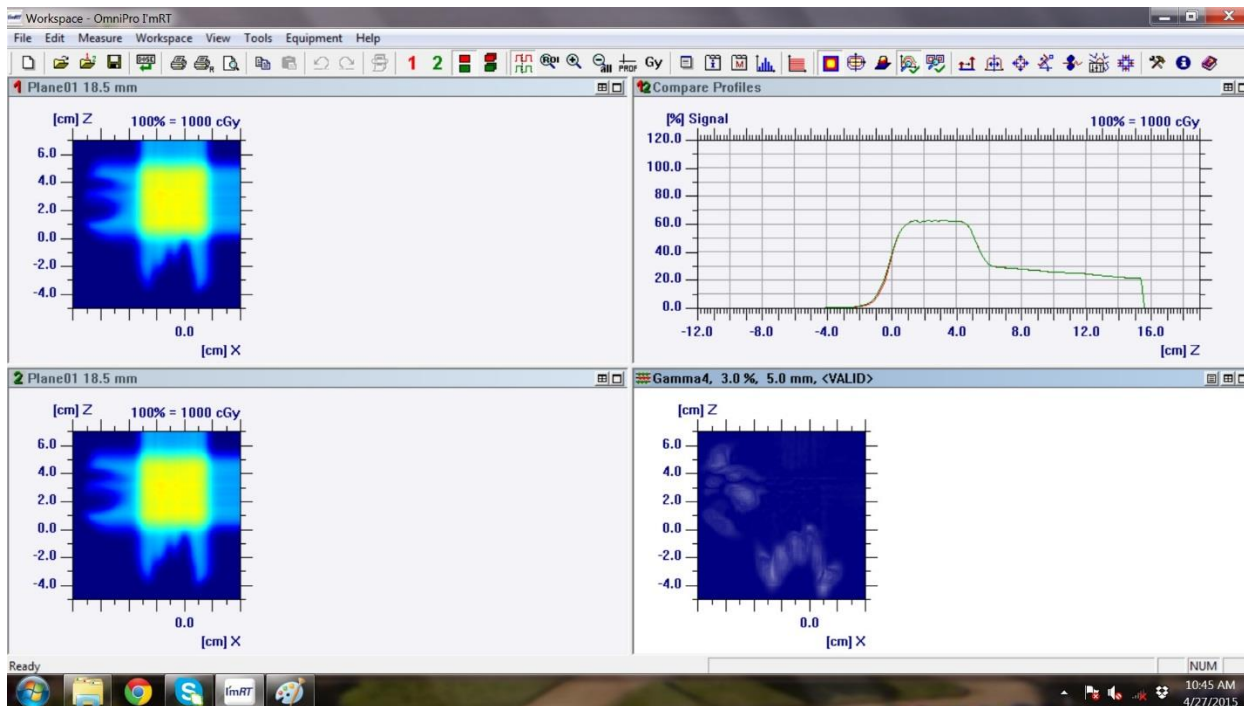 Workspace - OmniPro I'mRT
File Edit Measure Workspace View Tools Equipment Help
1 2 ROI all PROF Gy
1 Plane01 18.5 mm
[cm] Z 100% = 1000 cGy
6.0
4.0
2.0
0.0
-2.0
-4.0
0.0
[cm] X
12 Compare Profiles
[%] Signal 100% = 1000 cGy
120.0
100.0
80.0
60.0
40.0
20.0
0.0
-12.0 -8.0 -4.0 0.0 4.0 8.0 12.0 16.0
[cm] Z
2 Plane01 18.5 mm
[cm] Z 100% = 1000 cGy
6.0
4.0
2.0
0.0
-2.0
-4.0
0.0
[cm] X
Gamma4, 3.0 %, 5.0 mm, <VALID>
[cm] Z
6.0
4.0
2.0
0.0
-2.0
-4.0
0.0
[cm] X
Ready NUM
I'mRT 10:45 AM
4/27/2015